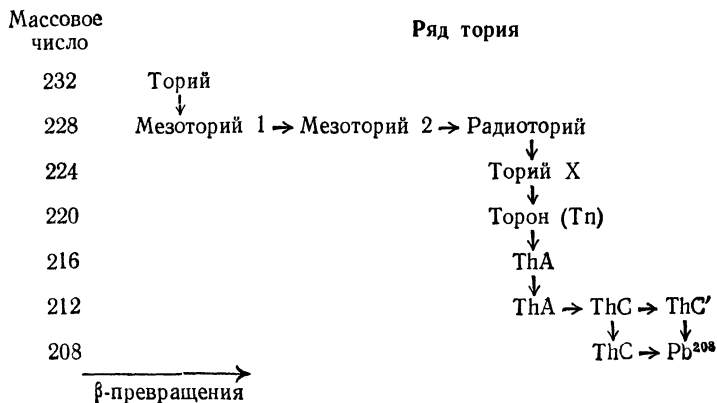 Массовое число
Ряд тория
232 Торий
↓
228 Мезоторий 1 → Мезоторий 2 → Радиоторий
↓
224 Торий X
↓
220 Торон (Tn)
↓
216 ThA
↓
212 ThA → ThC → ThC′
↓ ↓
208 ThC → Pb²⁰⁸
β-превращения